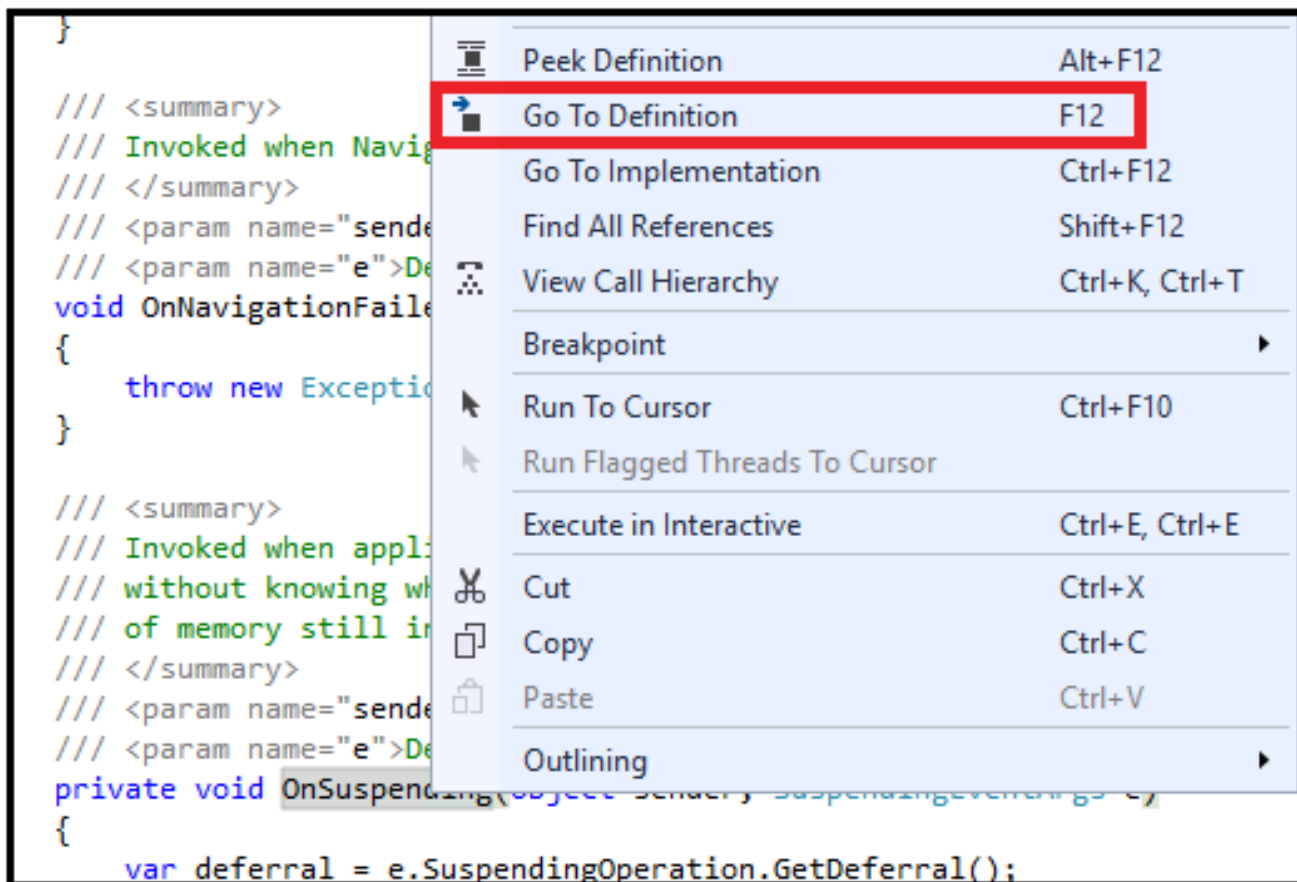 }
/// <summary>
/// Invoked when Navig
/// </summary>
/// <param name="sende
/// <param name="e">De
void OnNavigationFaile
{
throw new Exceptio
}
/// <summary>
/// Invoked when appli
/// without knowing wh
/// of memory still in
/// </summary>
/// <param name="sende
/// <param name="e">De
private void OnSuspending(object sender, SuspendingEventArgs e)
{
var deferral = e.SuspendingOperation.GetDeferral();
Peek Definition Alt+F12
Go To Definition F12
Go To Implementation Ctrl+F12
Find All References Shift+F12
View Call Hierarchy Ctrl+K, Ctrl+T
Breakpoint
Run To Cursor Ctrl+F10
Run Flagged Threads To Cursor
Execute in Interactive Ctrl+E, Ctrl+E
Cut Ctrl+X
Copy Ctrl+C
Paste Ctrl+V
Outlining